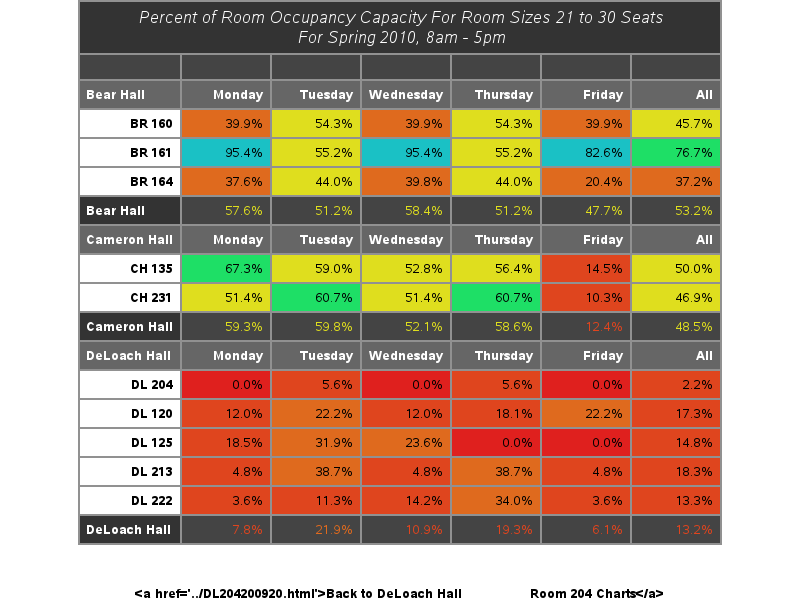 Percent of Room Occupancy Capacity For Room Sizes 21 to 30 Seats
For Spring 2010, 8am - 5pm
Bear Hall Monday Tuesday Wednesday Thursday Friday All
BR 160 39.9% 54.3% 39.9% 54.3% 39.9% 45.7%
BR 161 95.4% 55.2% 95.4% 55.2% 82.6% 76.7%
BR 164 37.6% 44.0% 39.8% 44.0% 20.4% 37.2%
Bear Hall 57.6% 51.2% 58.4% 51.2% 47.7% 53.2%
Cameron Hall Monday Tuesday Wednesday Thursday Friday All
CH 135 67.3% 59.0% 52.8% 56.4% 14.5% 50.0%
CH 231 51.4% 60.7% 51.4% 60.7% 10.3% 46.9%
Cameron Hall 59.3% 59.8% 52.1% 58.6% 12.4% 48.5%
DeLoach Hall Monday Tuesday Wednesday Thursday Friday All
DL 204 0.0% 5.6% 0.0% 5.6% 0.0% 2.2%
DL 120 12.0% 22.2% 12.0% 18.1% 22.2% 17.3%
DL 125 18.5% 31.9% 23.6% 0.0% 0.0% 14.8%
DL 213 4.8% 38.7% 4.8% 38.7% 4.8% 18.3%
DL 222 3.6% 11.3% 14.2% 34.0% 3.6% 13.3%
DeLoach Hall 7.8% 21.9% 10.9% 19.3% 6.1% 13.2%
<a href='../DL204200920.html'>Back to DeLoach Hall Room 204 Charts</a>